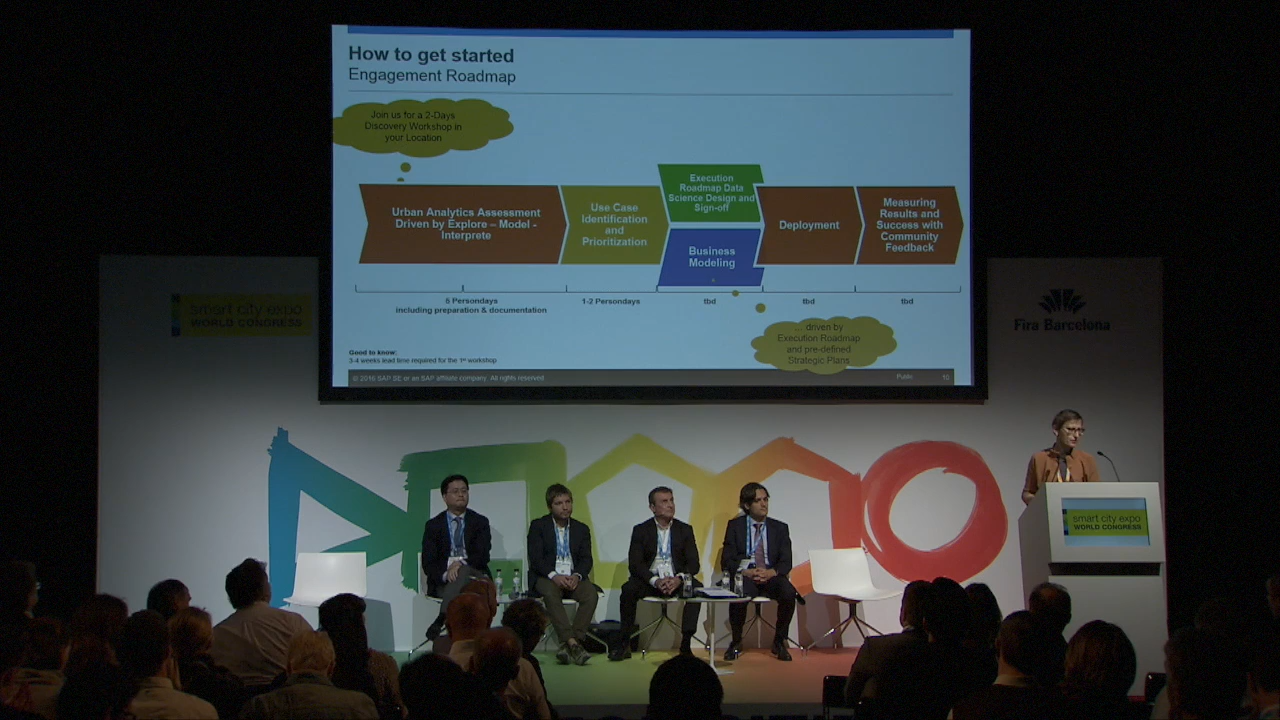 How to get started
Engagement Roadmap
Join us for a 2-Days
Discovery Workshop in
your Location
Urban Analytics Assessment
Driven by Explore – Model -
Interprete
Use Case
Identification
and
Prioritization
Execution
Roadmap Data
Science Design and
Sign-off
Business
Modeling
Deployment
Measuring
Results and
Success with
Community
Feedback
5 Persondays
including preparation & documentation
1-2 Persondays
tbd
tbd
tbd
... driven by
Execution Roadmap
and pre-defined
Strategic Plans
Good to know:
3-4 weeks lead time required for the 1st workshop
© 2016 SAP SE or an SAP affiliate company. All rights reserved.
Public
10
smart city expo
WORLD CONGRESS
Fira Barcelona
smart city expo
WORLD CONGRESS